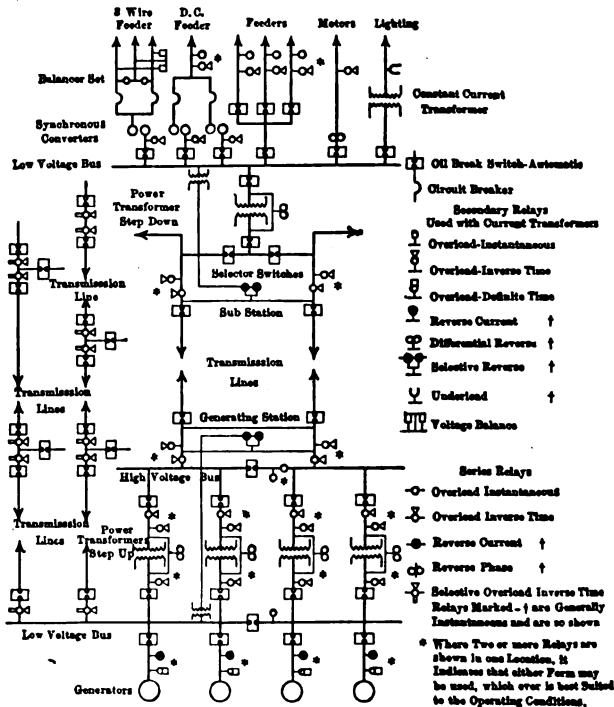 3 Wire
Feeder
D.C.
Feeder
Feeders
Motors
Lighting
Balancer Set
Constant Current
Transformer
Synchronous
Converters
Low Voltage Bus
Oil Break Switch-Automatic
Circuit Breaker
Power
Transformer
Step Down
Secondary Relays
Used with Current Transformers
Overload-Instantaneous
Overload-Inverse Time
Overload-Definite Time
Reverse Current †
Differential Reverse †
Selective Reverse †
Underload †
Voltage Balance
Selector Switches
Sub Station
Transmission
Line
Transmisssion
Lines
Transmission
Lines
Generating Station
High Voltage Bus
Series Relays
Overload Instantaneous
Overload Inverse Time
Reverse Current †
Reverse Phase †
Selective Overload Inverse Time
Relays Marked - † are Generally
Instantaneous and are so shown
Transmission
Lines
Power
Transformers
Step Up
Low Voltage Bus
Generators
* Where Two or more Relays are
shown in one Location, it
Indicates that either Form may
be used, which ever is best Suited
to the Operating Conditions.